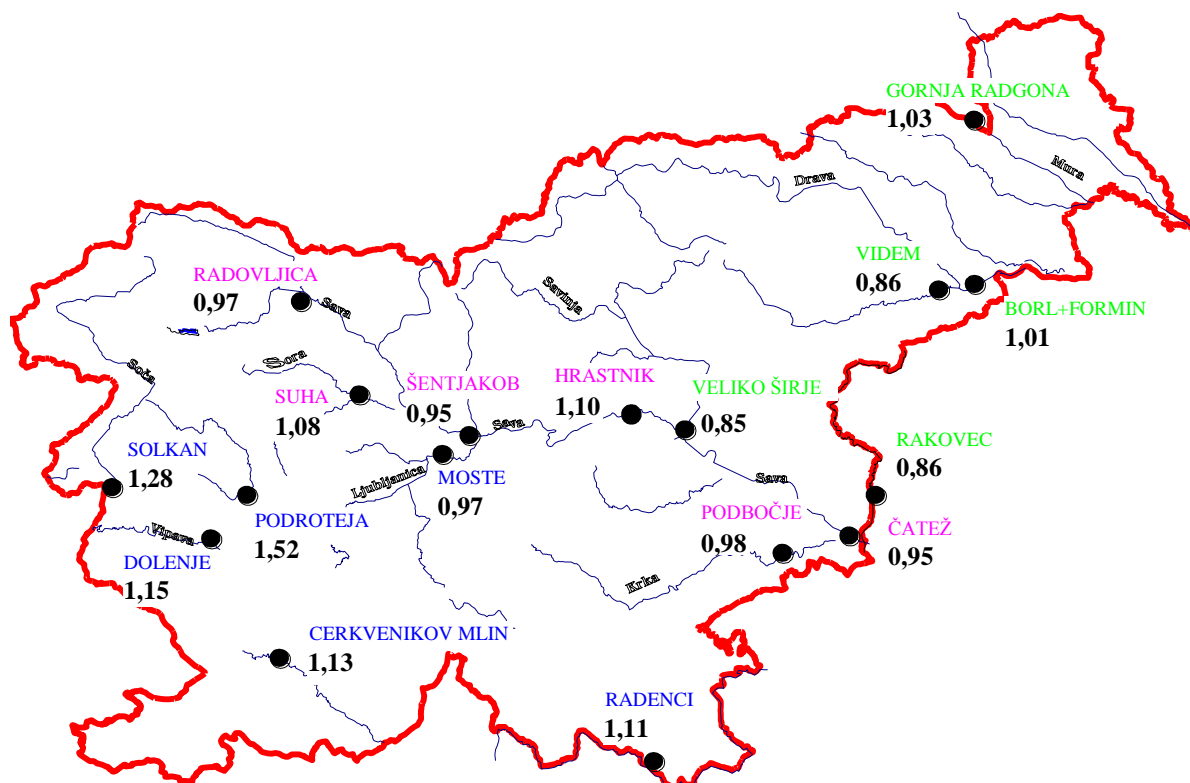 GORNJA RADGONA
1,03
Mura
Drava
VIDEM
0,86
BORL+FORMIN
1,01
RADOVLJICA
0,97
Sava
Savinja
Soča
Sora
SUHA
1,08
ŠENTJAKOB
0,95
Sava
HRASTNIK
1,10
VELIKO ŠIRJE
0,85
RAKOVEC
0,86
SOLKAN
1,28
Ljubljanica
MOSTE
0,97
Sava
PODROTEJA
1,52
Vipava
DOLENJE
1,15
PODBOČJE
0,98
ČATEŽ
0,95
Krka
CERKVENIKOV MLIN
1,13
RADENCI
1,11